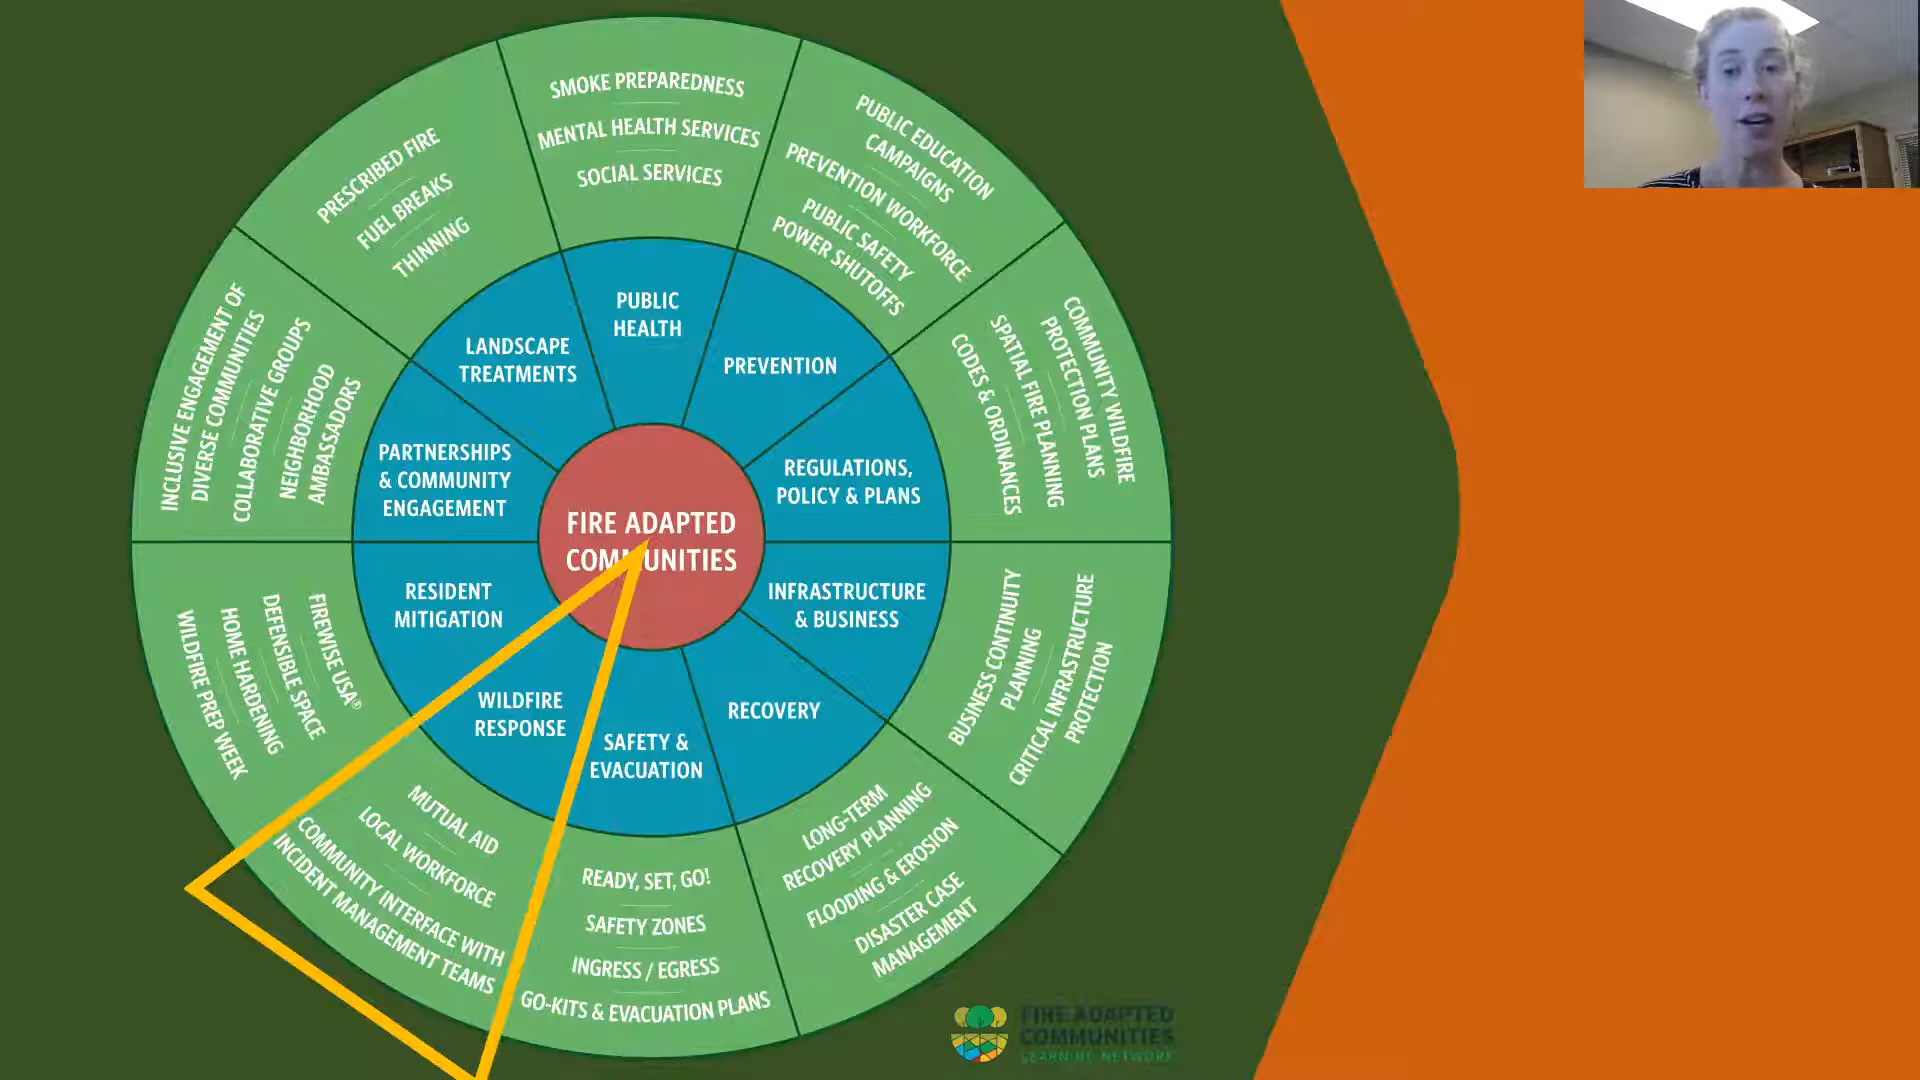 SMOKE PREPAREDNESS
MENTAL HEALTH SERVICES
SOCIAL SERVICES
PUBLIC EDUCATION
CAMPAIGNS
PREVENTION WORKFORCE
PUBLIC SAFETY
POWER SHUTOFFS
COMMUNITY WILDFIRE
PROTECTION PLANS
SPATIAL FIRE PLANNING
CODES & ORDINANCES
BUSINESS CONTINUITY
PLANNING
CRITICAL INFRASTRUCTURE
PROTECTION
LONG-TERM
RECOVERY PLANNING
FLOODING & EROSION
DISASTER CASE
MANAGEMENT
READY, SET, GO!
SAFETY ZONES
INGRESS / EGRESS
GO-KITS & EVACUATION PLANS
MUTUAL AID
LOCAL WORKFORCE
COMMUNITY INTERFACE WITH
INCIDENT MANAGEMENT TEAMS
FIREWISE USA®
DEFENSIBLE SPACE
HOME HARDENING
WILDFIRE PREP WEEK
INCLUSIVE ENGAGEMENT OF
DIVERSE COMMUNITIES
COLLABORATIVE GROUPS
NEIGHBORHOOD
AMBASSADORS
PRESCRIBED FIRE
FUEL BREAKS
THINNING
PUBLIC
HEALTH
PREVENTION
REGULATIONS,
POLICY & PLANS
INFRASTRUCTURE
& BUSINESS
RECOVERY
SAFETY &
EVACUATION
WILDFIRE
RESPONSE
RESIDENT
MITIGATION
PARTNERSHIPS
& COMMUNITY
ENGAGEMENT
LANDSCAPE
TREATMENTS
FIRE ADAPTED
COMMUNITIES
FIRE ADAPTED
COMMUNITIES
LEARNING NETWORK